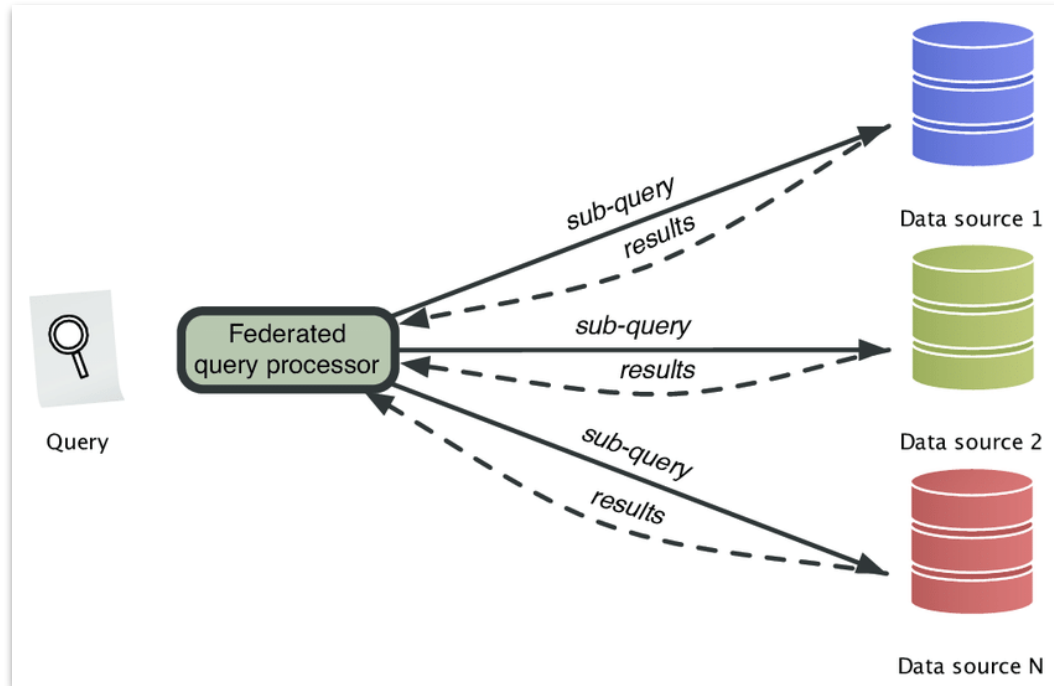 sub-query
results
Data source 1
Federated
query processor
sub-query
results
Query
Data source 2
sub-query
results
Data source N